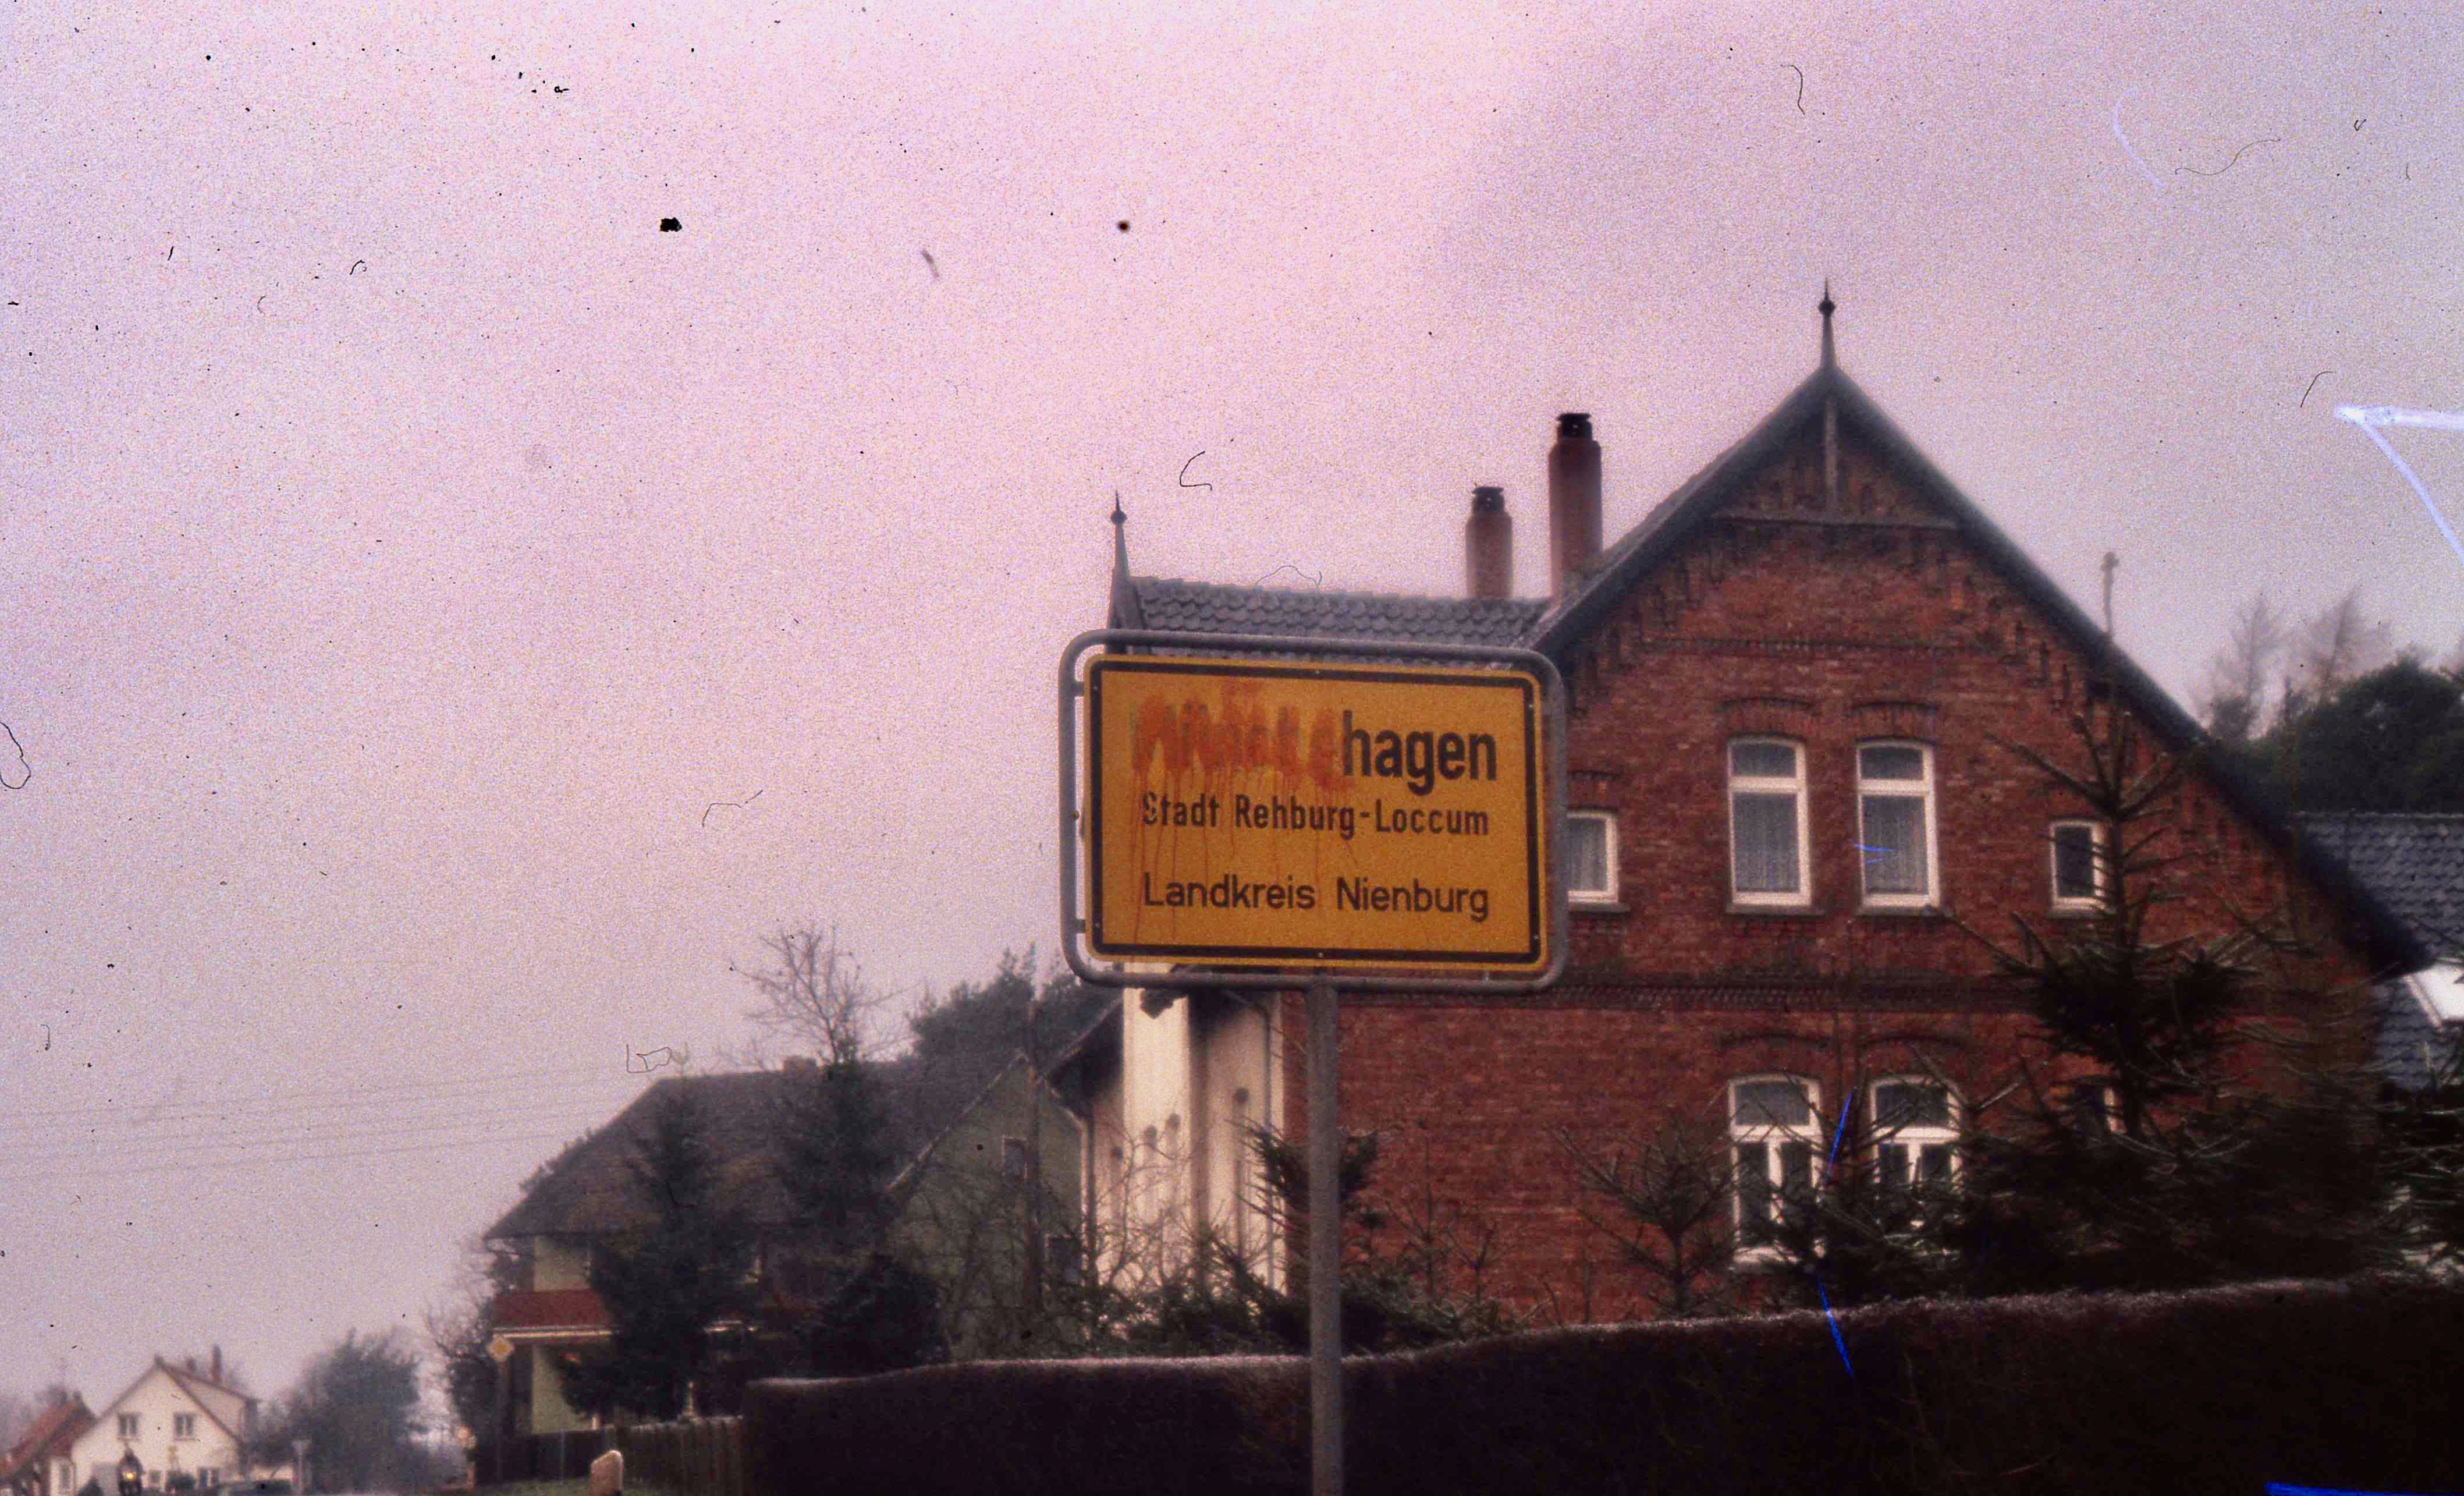 hagen
Stadt Rehburg-Loccum
Landkreis Nienburg